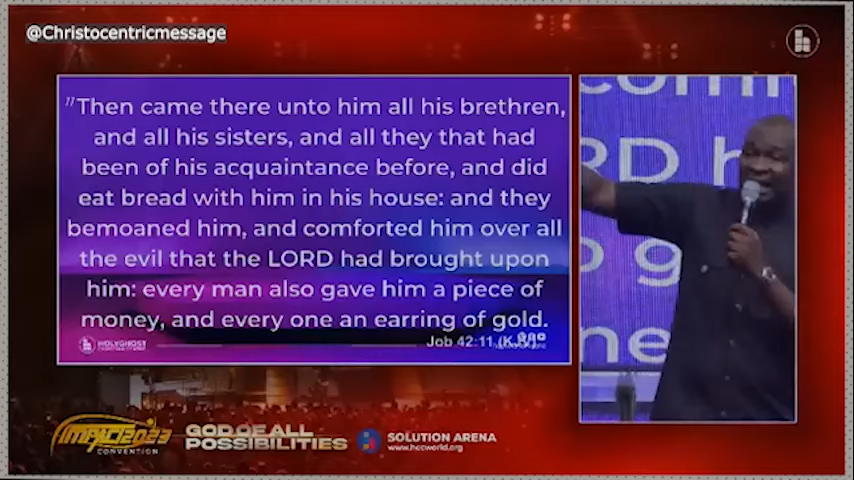 @Christocentricmessage
"Then came there unto him all his brethren,
and all his sisters, and all they that had
been of his acquaintance before, and did
eat bread with him in his house: and they
bemoaned him, and comforted him over all
the evil that the LORD had brought upon
him: every man also gave him a piece of
money, and every one an earring of gold.
HOLYGHOST
Job 42:11 (KJV)
RD h
g
ne
IMPACT2023
CONVENTION
GOD OF ALL
POSSIBILITIES
SOLUTION ARENA
www.hccworld.org